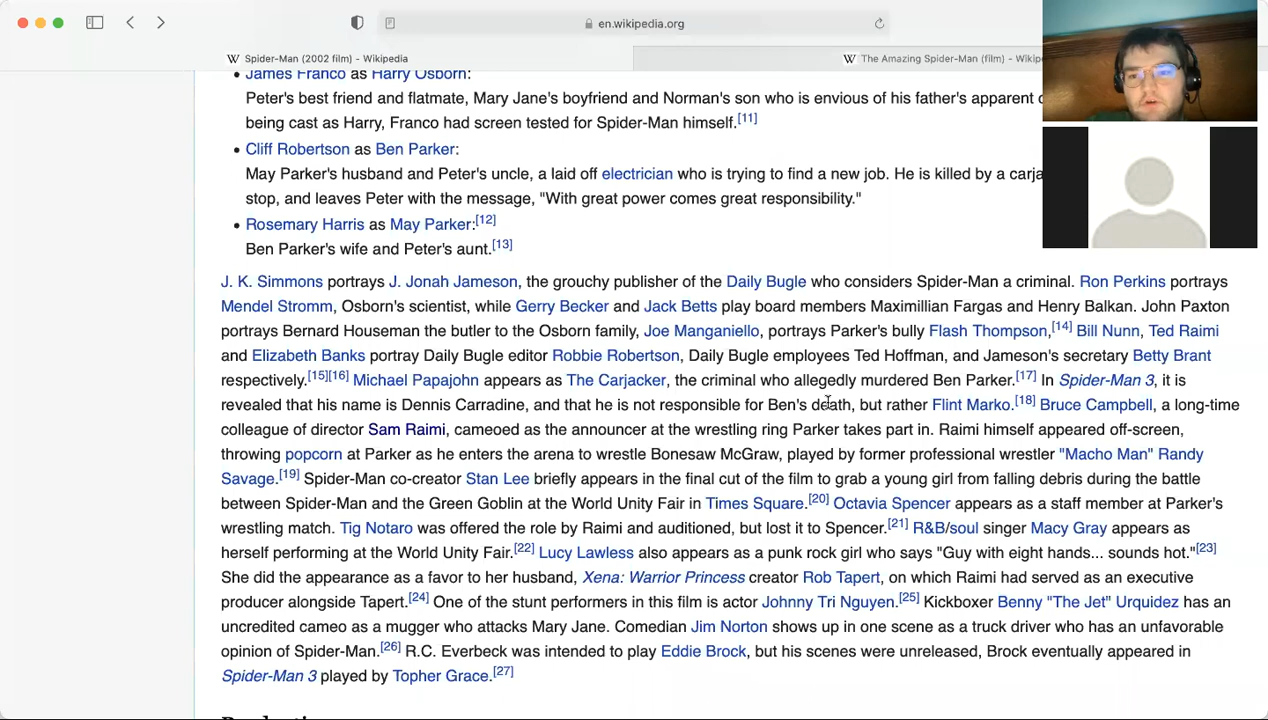 en.wikipedia.org
Spider-Man (2002 film) - Wikipedia
The Amazing Spider-Man (film) - Wikip
James Franco as Harry Osborn:
Peter's best friend and flatmate, Mary Jane's boyfriend and Norman's son who is envious of his father's apparent
being cast as Harry, Franco had screen tested for Spider-Man himself.[11]
Cliff Robertson as Ben Parker:
May Parker's husband and Peter's uncle, a laid off electrician who is trying to find a new job. He is killed by a carja
stop, and leaves Peter with the message, "With great power comes great responsibility."
Rosemary Harris as May Parker:[12]
Ben Parker's wife and Peter's aunt.[13]
J. K. Simmons portrays J. Jonah Jameson, the grouchy publisher of the Daily Bugle who considers Spider-Man a criminal. Ron Perkins portrays
Mendel Stromm, Osborn's scientist, while Gerry Becker and Jack Betts play board members Maximillian Fargas and Henry Balkan. John Paxton
portrays Bernard Houseman the butler to the Osborn family, Joe Manganiello, portrays Parker's bully Flash Thompson,[14] Bill Nunn, Ted Raimi
and Elizabeth Banks portray Daily Bugle editor Robbie Robertson, Daily Bugle employees Ted Hoffman, and Jameson's secretary Betty Brant
respectively.[15][16] Michael Papajohn appears as The Carjacker, the criminal who allegedly murdered Ben Parker.[17] In Spider-Man 3, it is
revealed that his name is Dennis Carradine, and that he is not responsible for Ben's death, but rather Flint Marko.[18] Bruce Campbell, a long-time
colleague of director Sam Raimi, cameoed as the announcer at the wrestling ring Parker takes part in. Raimi himself appeared off-screen,
throwing popcorn at Parker as he enters the arena to wrestle Bonesaw McGraw, played by former professional wrestler "Macho Man" Randy
Savage.[19] Spider-Man co-creator Stan Lee briefly appears in the final cut of the film to grab a young girl from falling debris during the battle
between Spider-Man and the Green Goblin at the World Unity Fair in Times Square.[20] Octavia Spencer appears as a staff member at Parker's
wrestling match. Tig Notaro was offered the role by Raimi and auditioned, but lost it to Spencer.[21] R&B/soul singer Macy Gray appears as
herself performing at the World Unity Fair.[22] Lucy Lawless also appears as a punk rock girl who says "Guy with eight hands... sounds hot."[23]
She did the appearance as a favor to her husband, Xena: Warrior Princess creator Rob Tapert, on which Raimi had served as an executive
producer alongside Tapert.[24] One of the stunt performers in this film is actor Johnny Tri Nguyen.[25] Kickboxer Benny "The Jet" Urquidez has an
uncredited cameo as a mugger who attacks Mary Jane. Comedian Jim Norton shows up in one scene as a truck driver who has an unfavorable
opinion of Spider-Man.[26] R.C. Everbeck was intended to play Eddie Brock, but his scenes were unreleased, Brock eventually appeared in
Spider-Man 3 played by Topher Grace.[27]